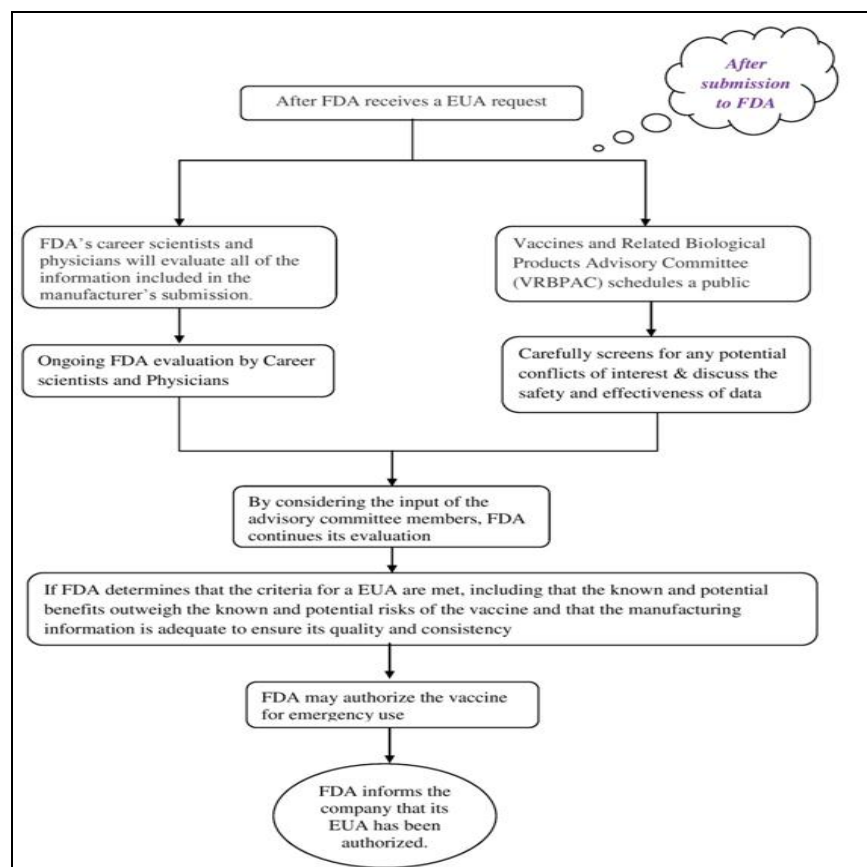 After
submission
to FDA
After FDA receives a EUA request
FDA's career scientists and
physicians will evaluate all of the
information included in the
manufacturer's submission.
Vaccines and Related Biological
Products Advisory Committee
(VRBPAC) schedules a public
Ongoing FDA evaluation by Career
scientists and Physicians
Carefully screens for any potential
conflicts of interest & discuss the
safety and effectiveness of data
By considering the input of the
advisory committee members, FDA
continues its evaluation
If FDA determines that the criteria for a EUA are met, including that the known and potential
benefits outweigh the known and potential risks of the vaccine and that the manufacturing
information is adequate to ensure its quality and consistency
FDA may authorize the vaccine
for emergency use
FDA informs the
company that its
EUA has been
authorized.